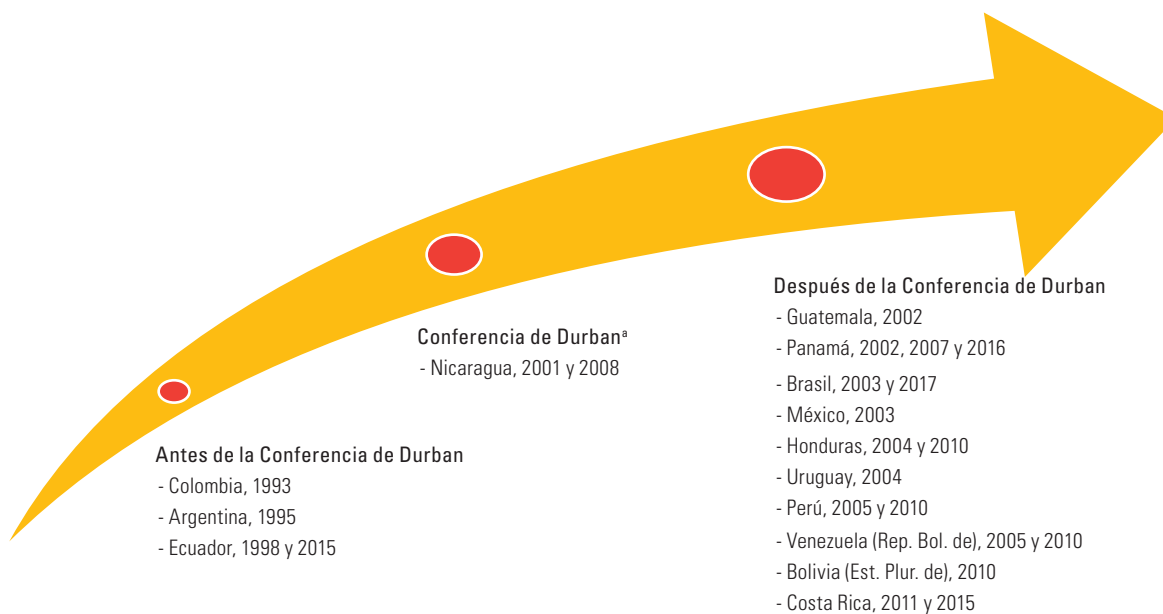 Antes de la Conferencia de Durban
- Colombia, 1993
- Argentina, 1995
- Ecuador, 1998 y 2015
Conferencia de Durbanª
- Nicaragua, 2001 y 2008
Después de la Conferencia de Durban
- Guatemala, 2002
- Panamá, 2002, 2007 y 2016
- Brasil, 2003 y 2017
- México, 2003
- Honduras, 2004 y 2010
- Uruguay, 2004
- Perú, 2005 y 2010
- Venezuela (Rep. Bol. de), 2005 y 2010
- Bolivia (Est. Plur. de), 2010
- Costa Rica, 2011 y 2015